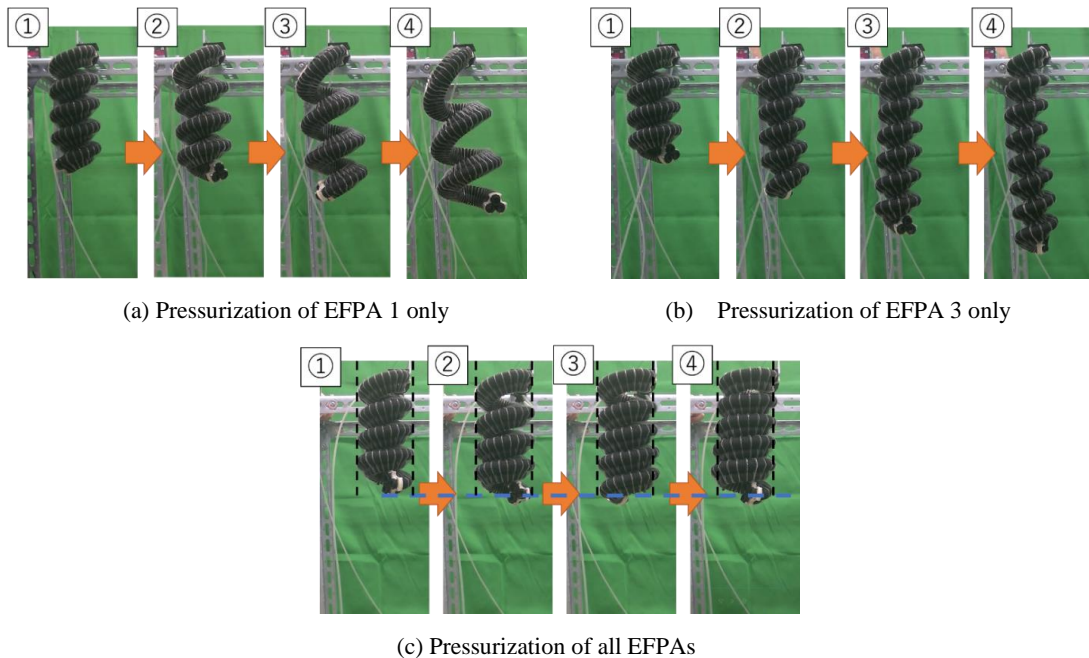 ① ② ③ ④
① ② ③ ④
(a) Pressurization of EFPA 1 only
(b) Pressurization of EFPA 3 only
① ② ③ ④
(c) Pressurization of all EFPAs